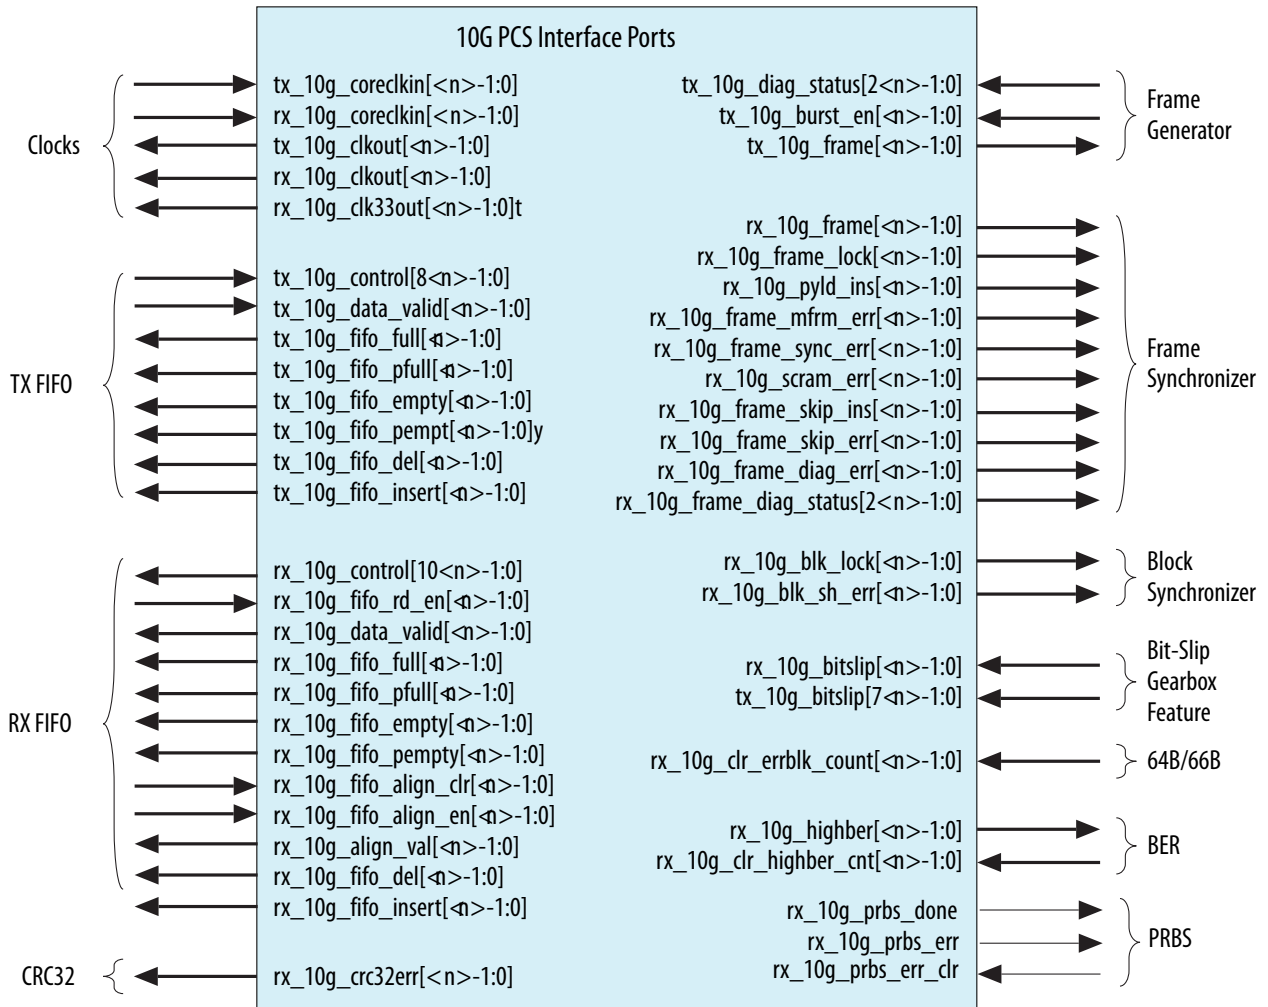 10G PCS Interface Ports
Clocks
tx_10g_coreclkin[<n>-1:0]
rx_10g_coreclkin[<n>-1:0]
tx_10g_clkout[<n>-1:0]
rx_10g_clkout[<n>-1:0]
rx_10g_clk33out[<n>-1:0]t
TX FIFO
tx_10g_control[8<n>-1:0]
tx_10g_data_valid[<n>-1:0]
tx_10g_fifo_full[<n>-1:0]
tx_10g_fifo_pfull[<n>-1:0]
tx_10g_fifo_empty[<n>-1:0]
tx_10g_fifo_pempt[<n>-1:0]y
tx_10g_fifo_del[<n>-1:0]
tx_10g_fifo_insert[<n>-1:0]
RX FIFO
rx_10g_control[10<n>-1:0]
rx_10g_fifo_rd_en[<n>-1:0]
rx_10g_data_valid[<n>-1:0]
rx_10g_fifo_full[<n>-1:0]
rx_10g_fifo_pfull[<n>-1:0]
rx_10g_fifo_empty[<n>-1:0]
rx_10g_fifo_pempty[<n>-1:0]
rx_10g_fifo_align_clr[<n>-1:0]
rx_10g_fifo_align_en[<n>-1:0]
rx_10g_align_val[<n>-1:0]
rx_10g_fifo_del[<n>-1:0]
rx_10g_fifo_insert[<n>-1:0]
CRC32
rx_10g_crc32err[<n>-1:0]
tx_10g_diag_status[2<n>-1:0]
tx_10g_burst_en[<n>-1:0]
tx_10g_frame[<n>-1:0]
Frame
Generator
rx_10g_frame[<n>-1:0]
rx_10g_frame_lock[<n>-1:0]
rx_10g_pyld_ins[<n>-1:0]
rx_10g_frame_mfrm_err[<n>-1:0]
rx_10g_frame_sync_err[<n>-1:0]
rx_10g_scram_err[<n>-1:0]
rx_10g_frame_skip_ins[<n>-1:0]
rx_10g_frame_skip_err[<n>-1:0]
rx_10g_frame_diag_err[<n>-1:0]
rx_10g_frame_diag_status[2<n>-1:0]
Frame
Synchronizer
rx_10g_blk_lock[<n>-1:0]
rx_10g_blk_sh_err[<n>-1:0]
Block
Synchronizer
rx_10g_bitslip[<n>-1:0]
tx_10g_bitslip[7<n>-1:0]
Bit-Slip
Gearbox
Feature
rx_10g_clr_errblk_count[<n>-1:0]
64B/66B
rx_10g_highber[<n>-1:0]
rx_10g_clr_highber_cnt[<n>-1:0]
BER
rx_10g_prbs_done
rx_10g_prbs_err
rx_10g_prbs_err_clr
PRBS